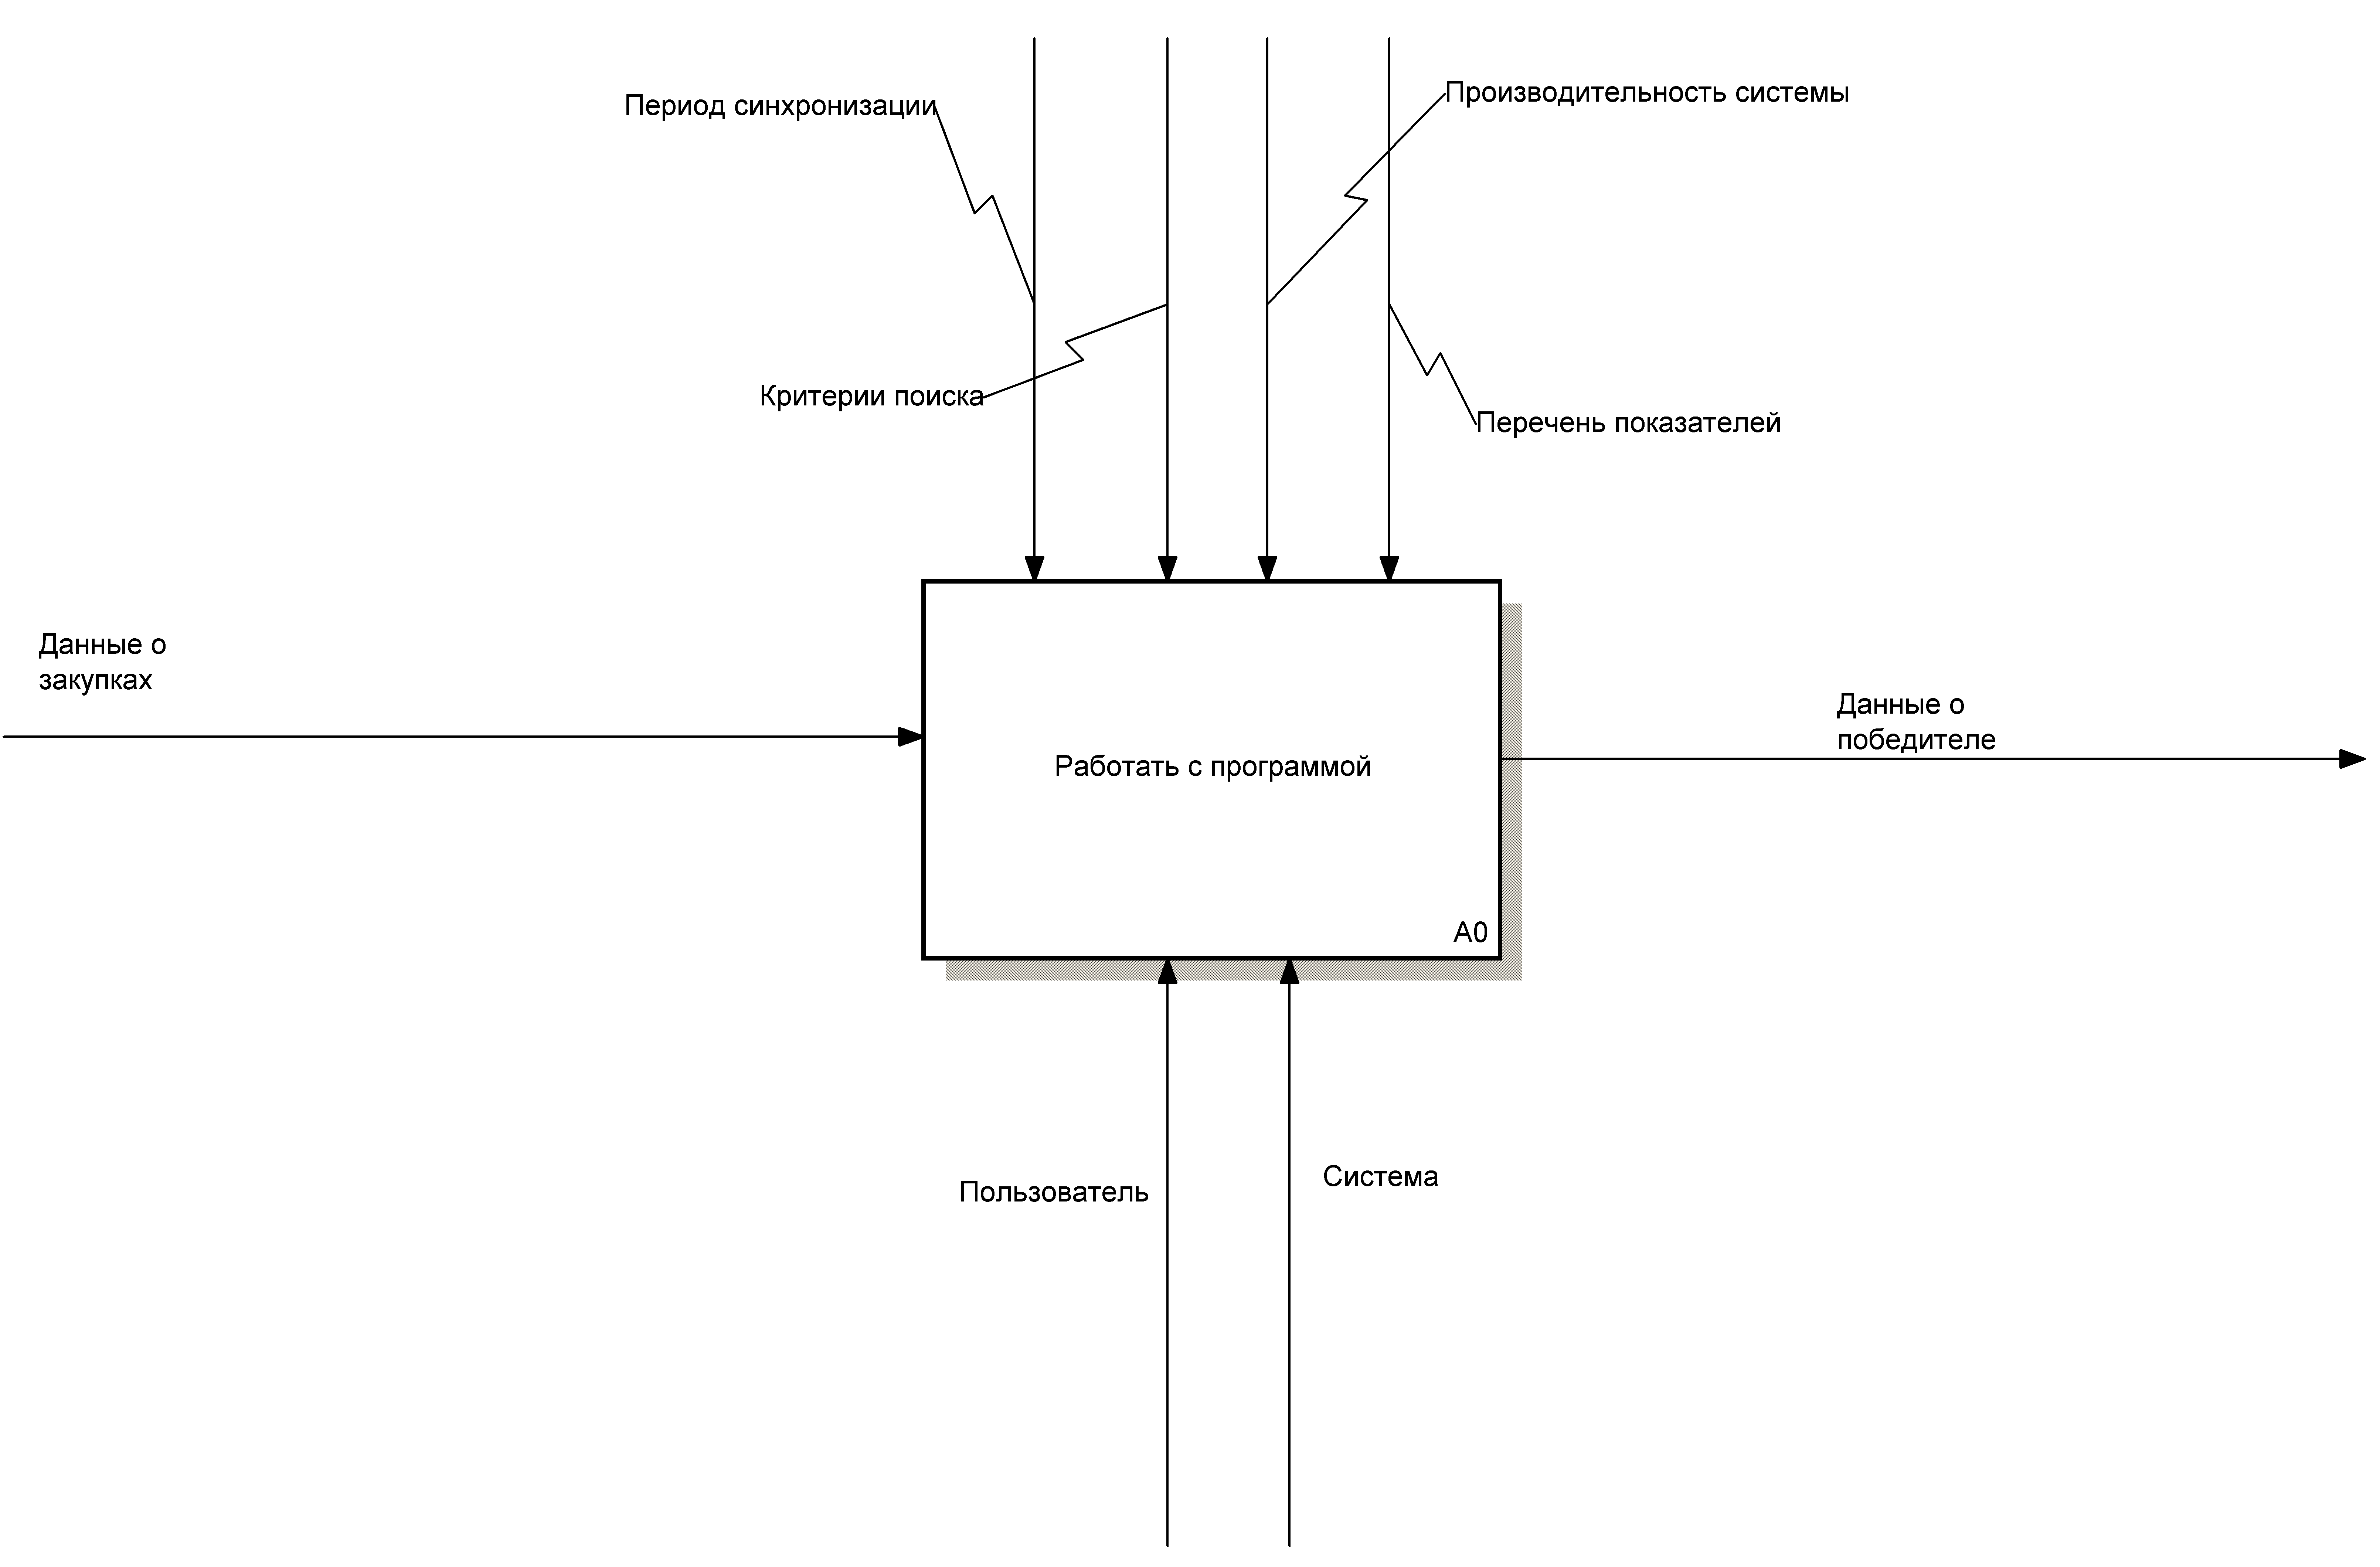 Производительность системы
Период синхронизации
Критерии поиска
Перечень показателей
Данные о
закупках
Данные о
победителе
Работать с программой
A0
Система
Пользователь